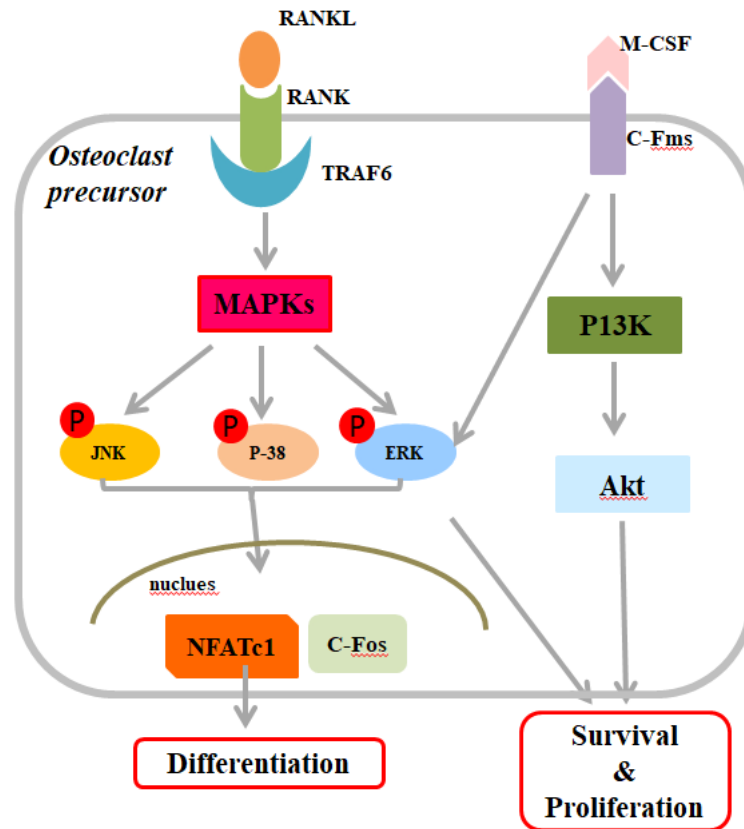 RANKL
M-CSF
RANK
C-Fms
Osteoclast
precursor
TRAF6
MAPKs
P13K
P
P
P
JNK
P-38
ERK
Akt
nuclues
NFATc1
C-Fos
Differentiation
Survival
&
Proliferation